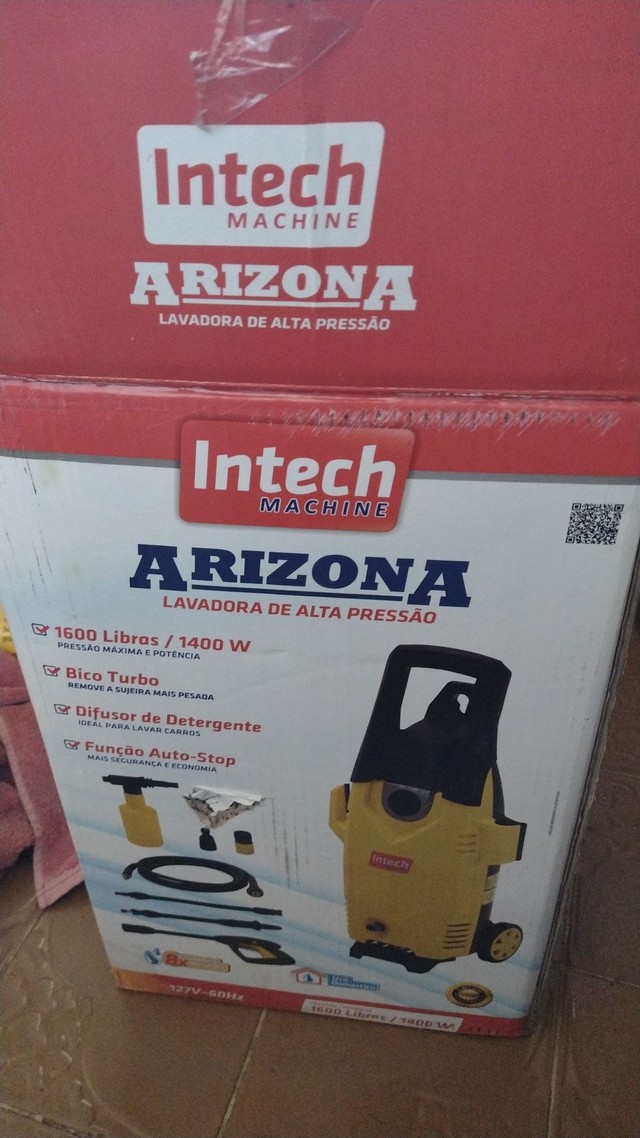 Intech
MACHINE
ARIZONA
LAVADORA DE ALTA PRESSÃO
Intech
MACHINE
ARIZONA
LAVADORA DE ALTA PRESSÃO
1600 Libras / 1400 W
PRESSÃO MÁXIMA E POTÊNCIA
Bico Turbo
REMOVE A SUJEIRA MAIS PESADA
Difusor de Detergente
IDEAL PARA LAVAR CARROS
Função Auto-Stop
MAIS SEGURANÇA E ECONOMIA
Intech
8x
127V~60Hz
1600 Libras / 1400 W